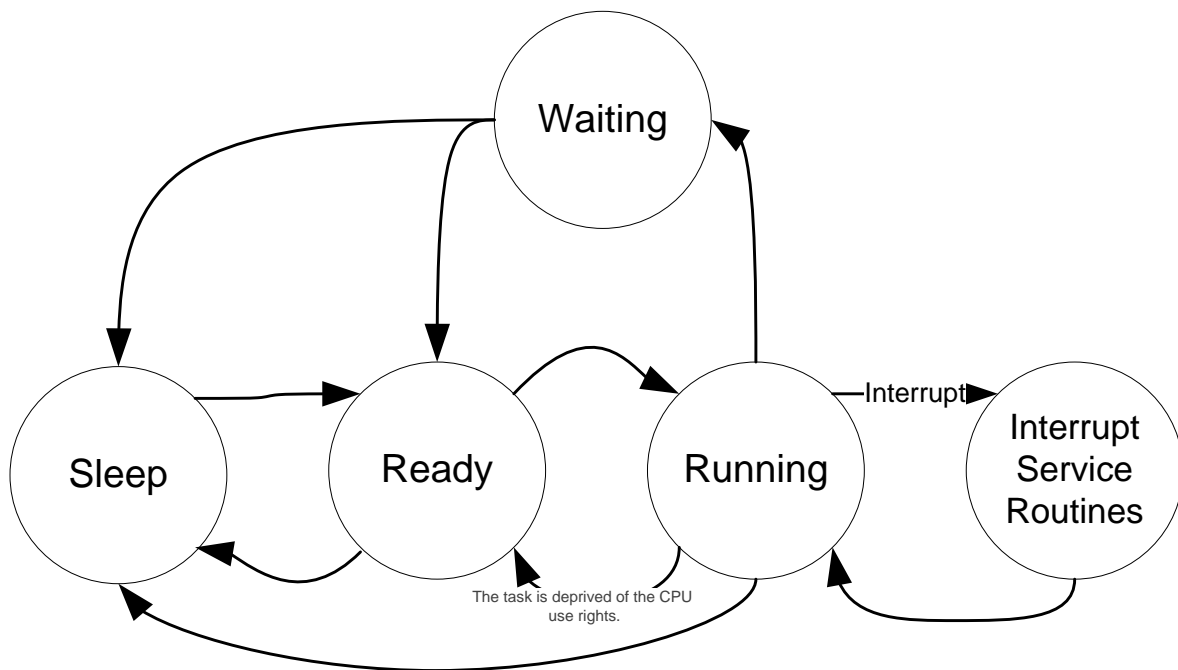 Waiting
Sleep
Ready
Running
Interrupt
Interrupt
Service
Routines
The task is deprived of the CPU
use rights.